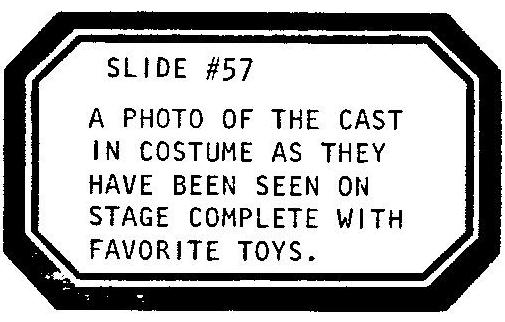 SLIDE #57
A PHOTO OF THE CAST
IN COSTUME AS THEY
HAVE BEEN SEEN ON
STAGE COMPLETE WITH
FAVORITE TOYS.